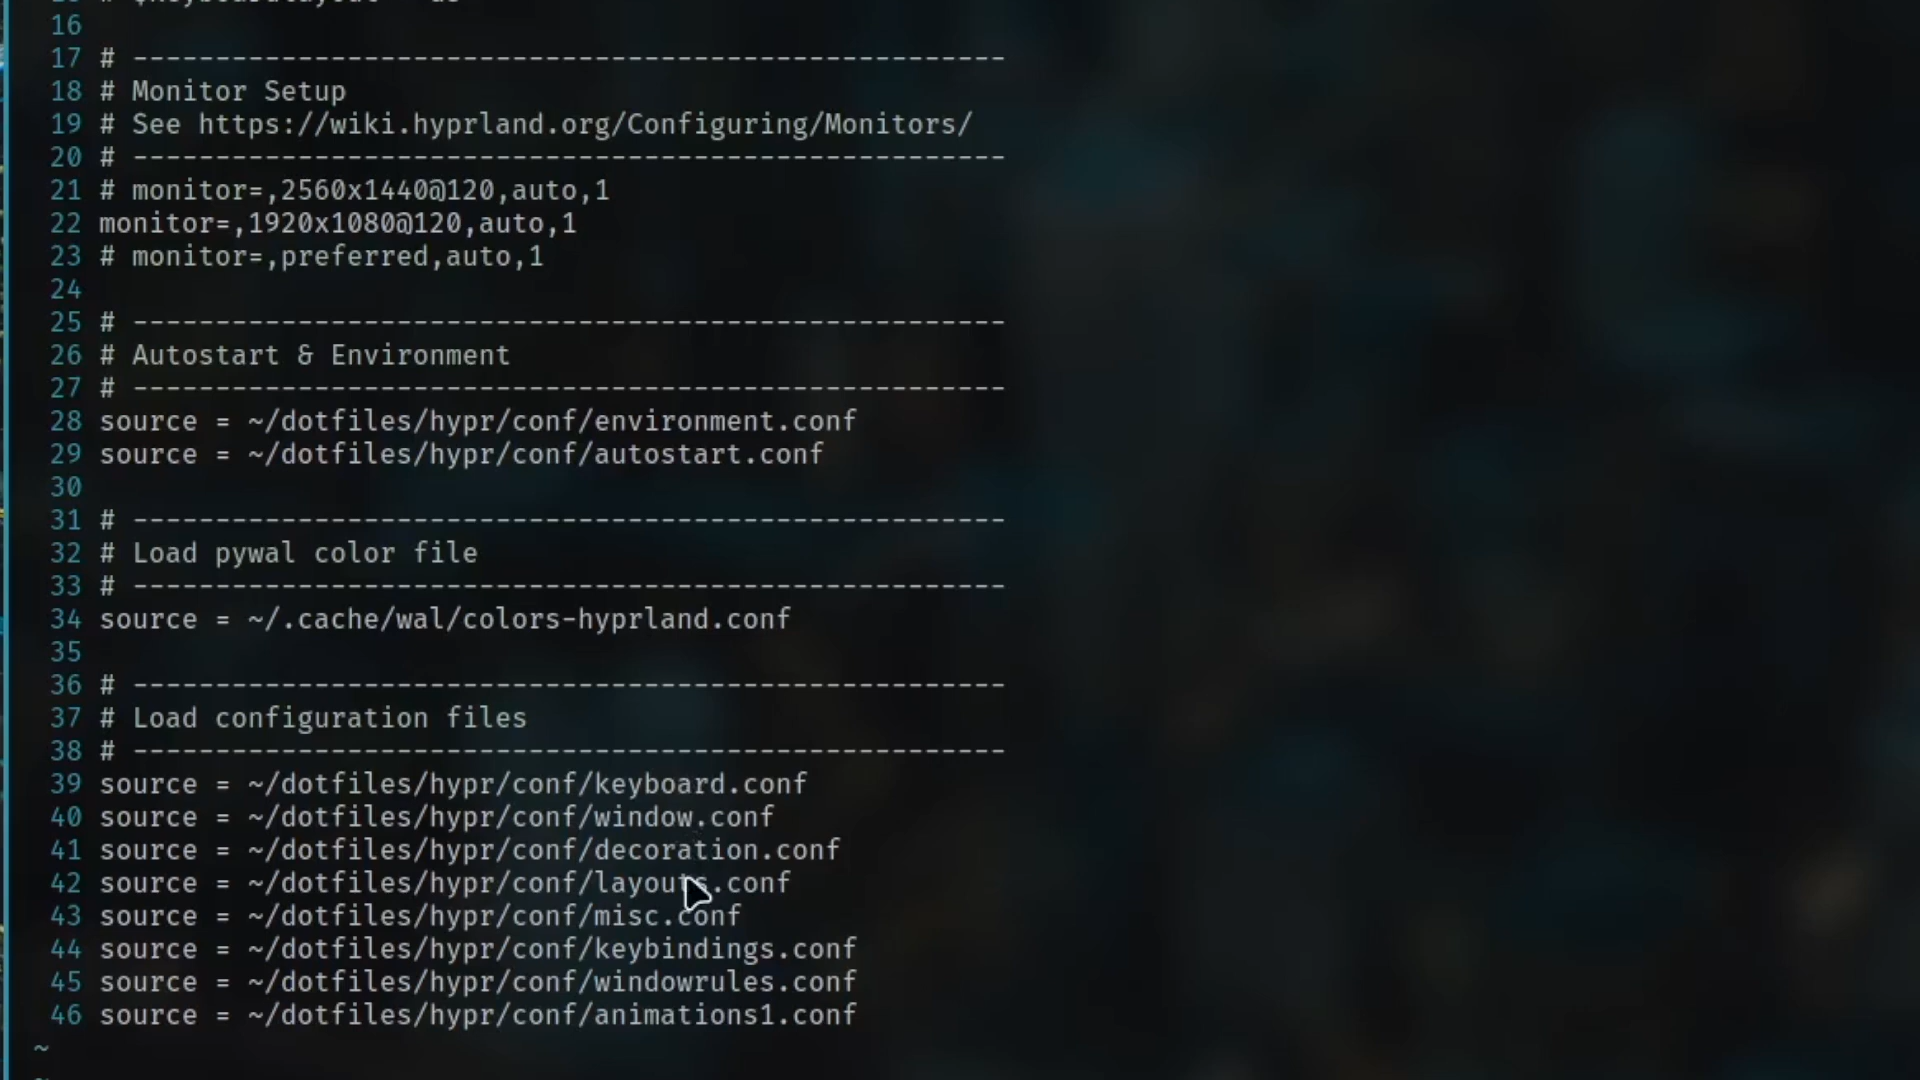 16
17 # -----------------------------------------------------
18 # Monitor Setup
19 # See https://wiki.hyprland.org/Configuring/Monitors/
20 # -----------------------------------------------------
21 # monitor=,2560x1440@120,auto,1
22 monitor=,1920x1080@120,auto,1
23 # monitor=,preferred,auto,1
24
25 # -----------------------------------------------------
26 # Autostart & Environment
27 # -----------------------------------------------------
28 source = ~/dotfiles/hypr/conf/environment.conf
29 source = ~/dotfiles/hypr/conf/autostart.conf
30
31 # -----------------------------------------------------
32 # Load pywal color file
33 # -----------------------------------------------------
34 source = ~/.cache/wal/colors-hyprland.conf
35
36 # -----------------------------------------------------
37 # Load configuration files
38 # -----------------------------------------------------
39 source = ~/dotfiles/hypr/conf/keyboard.conf
40 source = ~/dotfiles/hypr/conf/window.conf
41 source = ~/dotfiles/hypr/conf/decoration.conf
42 source = ~/dotfiles/hypr/conf/layouts.conf
43 source = ~/dotfiles/hypr/conf/misc.conf
44 source = ~/dotfiles/hypr/conf/keybindings.conf
45 source = ~/dotfiles/hypr/conf/windowrules.conf
46 source = ~/dotfiles/hypr/conf/animations1.conf
~